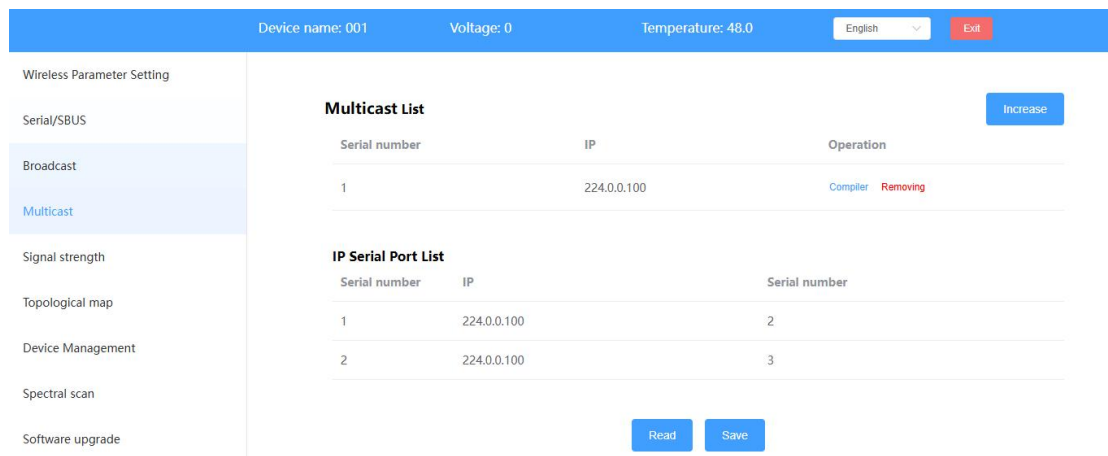 Device name: 001 Voltage: 0 Temperature: 48.0 English Exit
Wireless Parameter Setting
Serial/SBUS
Broadcast
Multicast
Signal strength
Topological map
Device Management
Spectral scan
Software upgrade
Multicast List Increase
Serial number IP Operation
1 224.0.0.100 Compiler Removing
IP Serial Port List
Serial number IP Serial number
1 224.0.0.100 2
2 224.0.0.100 3
Read Save